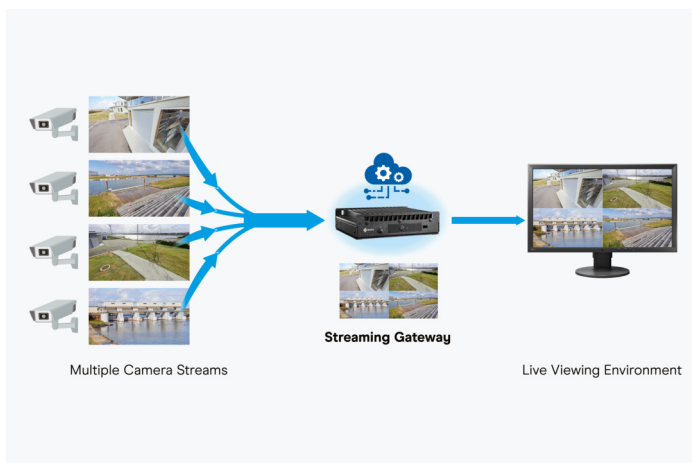 Streaming Gateway
Multiple Camera Streams
Live Viewing Environment